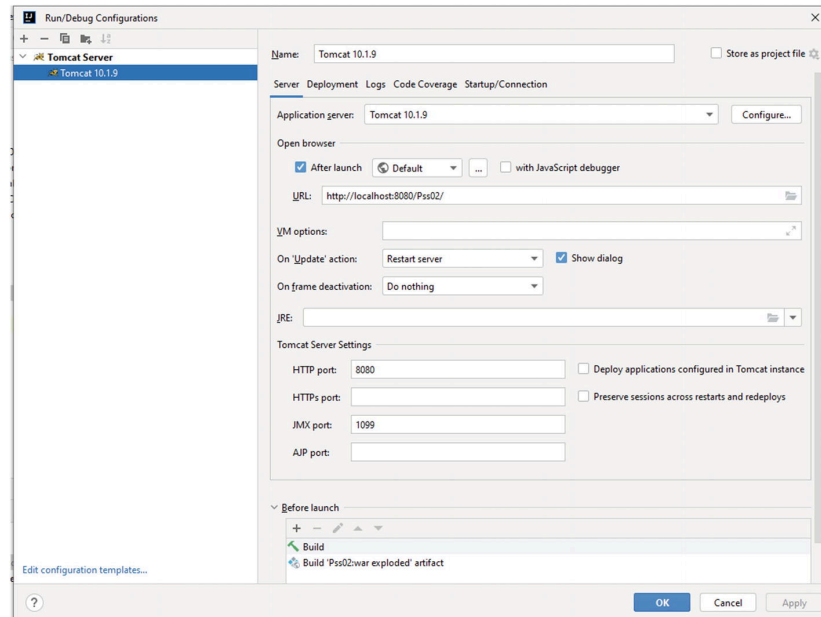 Run/Debug Configurations
Tomcat Server
Tomcat 10.1.9
Edit configuration templates...
Name: Tomcat 10.1.9
Store as project file
Server Deployment Logs Code Coverage Startup/Connection
Application server: Tomcat 10.1.9 Configure...
Open browser
After launch Default ... with JavaScript debugger
URL: http://localhost:8080/Pss02/
VM options:
On 'Update' action: Restart server Show dialog
On frame deactivation: Do nothing
JRE:
Tomcat Server Settings
HTTP port: 8080 Deploy applications configured in Tomcat instance
HTTPs port: Preserve sessions across restarts and redeploys
JMX port: 1099
AJP port:
Before launch
Build
Build 'Pss02:war exploded' artifact
? OK Cancel Apply